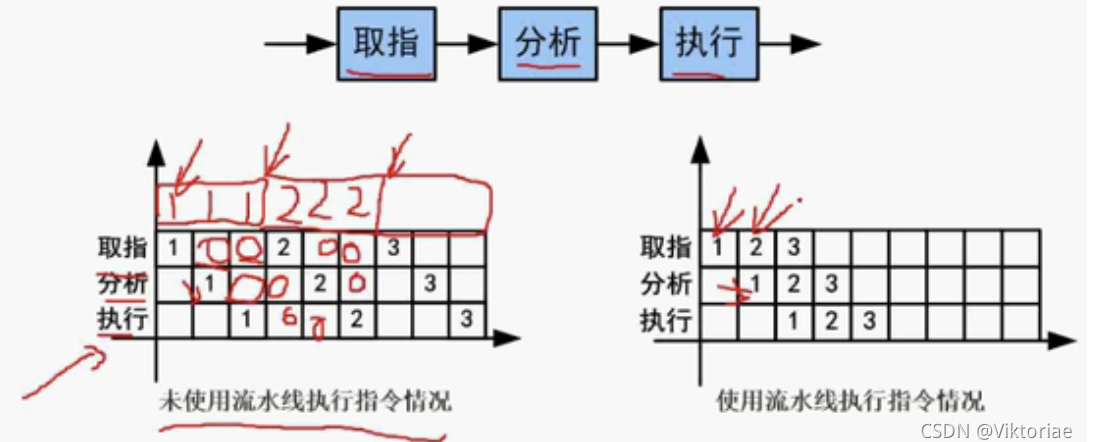 取指 分析 执行
1 1 1 2 2 2
取指 1 0 0 2 0 0 3
分析 1 0 0 2 0 3
执行 1 0 2 3
取指 1 2 3
分析 1 2 3
执行 1 2 3
未使用流水线执行指令情况
使用流水线执行指令情况
CSDN @Viktoriae